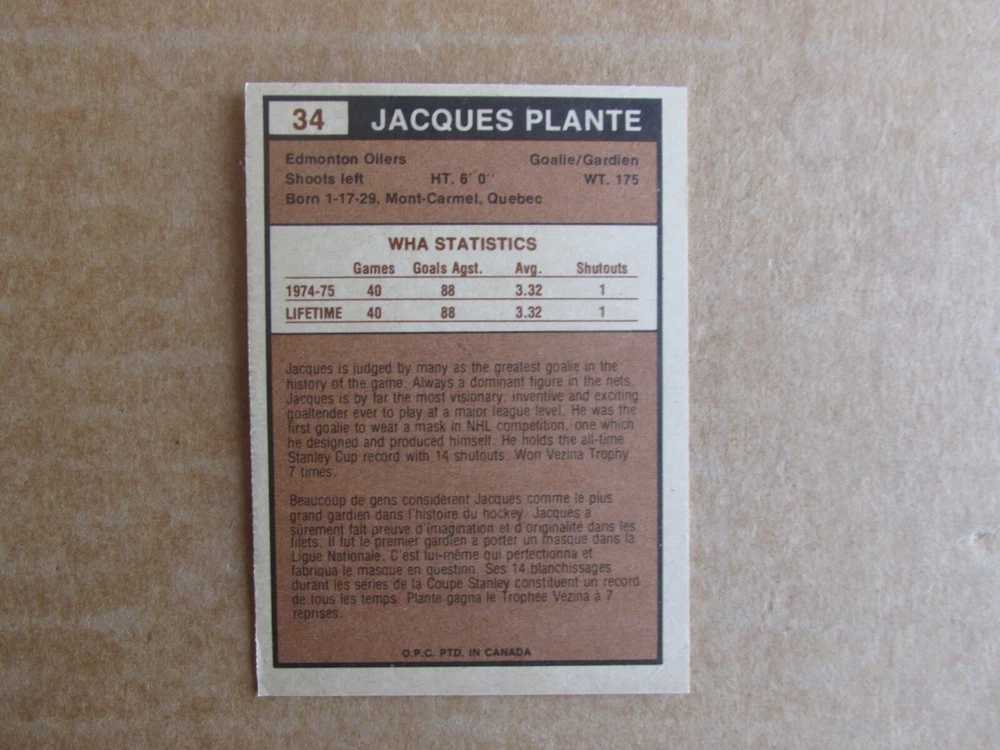 34 JACQUES PLANTE
Edmonton Oilers Goalie/Gardien
Shoots left HT. 6' 0'' WT. 175
Born 1-17-29, Mont-Carmel, Quebec
WHA STATISTICS
Games Goals Agst. Avg. Shutouts
1974-75 40 88 3.32 1
LIFETIME 40 88 3.32 1
Jacques is judged by many as the greatest goalie in the
history of the game. Always a dominant figure in the nets,
Jacques is by far the most visionary, inventive and exciting
goaltender ever to play at a major league level. He was the
first goalie to wear a mask in NHL competition, one which
he designed and produced himself. He holds the all-time
Stanley Cup record with 14 shutouts. Won Vezina Trophy
7 times.
Beaucoup de gens considèrent Jacques comme le plus
grand gardien dans l'histoire du hockey. Jacques a
sûrement fait preuve d'imagination et d'originalité dans les
filets. Il fut le premier gardien à porter un masque dans la
Ligue Nationale. C'est lui-même qui perfectionna et
fabriqua le masque en question. Ses 14 blanchissages
durant les séries de la Coupe Stanley constituent un record
de tous les temps. Plante gagna le Trophée Vezina à 7
reprises.
O.P.C. PTD. IN CANADA